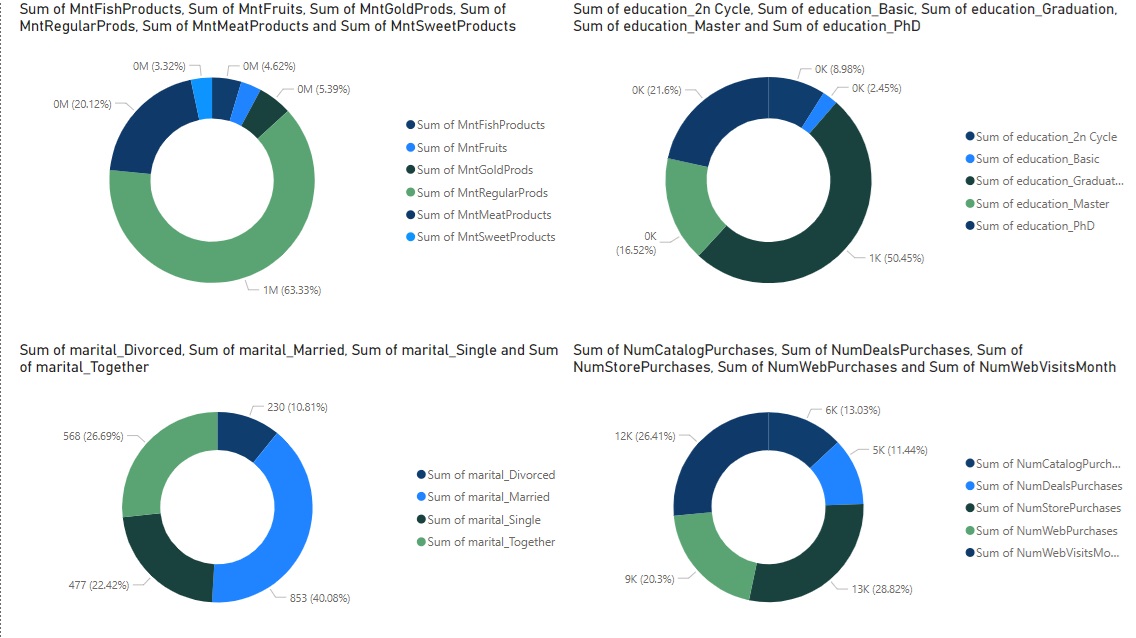 Sum of MntFishProducts, Sum of MntFruits, Sum of MntGoldProds, Sum of
MntRegularProds, Sum of MntMeatProducts and Sum of MntSweetProducts
0M (3.32%)
0M (4.62%)
0M (5.39%)
0M (20.12%)
1M (63.33%)
Sum of MntFishProducts
Sum of MntFruits
Sum of MntGoldProds
Sum of MntRegularProds
Sum of MntMeatProducts
Sum of MntSweetProducts
Sum of education_2n Cycle, Sum of education_Basic, Sum of education_Graduation,
Sum of education_Master and Sum of education_PhD
0K (8.98%)
0K (2.45%)
0K (21.6%)
0K
(16.52%)
1K (50.45%)
Sum of education_2n Cycle
Sum of education_Basic
Sum of education_Graduat...
Sum of education_Master
Sum of education_PhD
Sum of marital_Divorced, Sum of marital_Married, Sum of marital_Single and Sum
of marital_Together
230 (10.81%)
568 (26.69%)
477 (22.42%)
853 (40.08%)
Sum of marital_Divorced
Sum of marital_Married
Sum of marital_Single
Sum of marital_Together
Sum of NumCatalogPurchases, Sum of NumDealsPurchases, Sum of
NumStorePurchases, Sum of NumWebPurchases and Sum of NumWebVisitsMonth
6K (13.03%)
5K (11.44%)
12K (26.41%)
9K (20.3%)
13K (28.82%)
Sum of NumCatalogPurch...
Sum of NumDealsPurchases
Sum of NumStorePurchases
Sum of NumWebPurchases
Sum of NumWebVisitsMo...